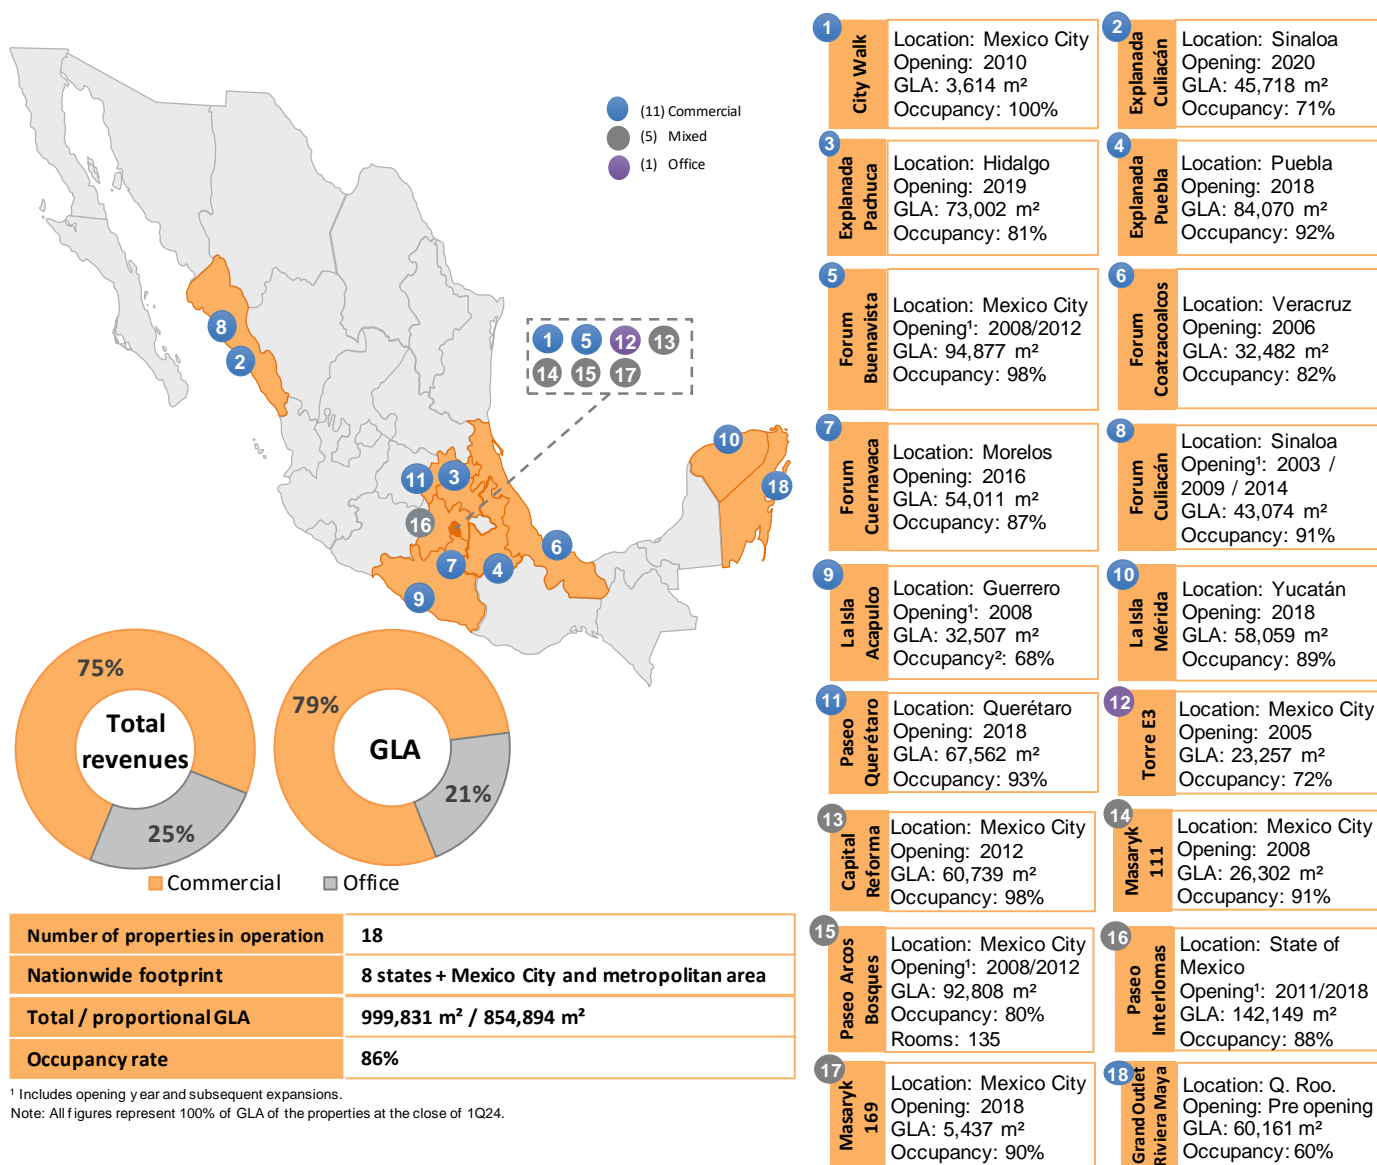 (11) Commercial
(5) Mixed
(1) Office
8
2
1
5
12
13
14
15
17
10
18
11
3
16
6
7
4
9
75%
Total
revenues
25%
79%
GLA
21%
Commercial
Office
Number of properties in operation
18
Nationwide footprint
8 states + Mexico City and metropolitan area
Total / proportional GLA
999,831 m² / 854,894 m²
Occupancy rate
86%
¹ Includes opening year and subsequent expansions.
Note: All figures represent 100% of GLA of the properties at the close of 1Q24.
1
City Walk
Location: Mexico City
Opening: 2010
GLA: 3,614 m²
Occupancy: 100%
2
Explanada
Culiacán
Location: Sinaloa
Opening: 2020
GLA: 45,718 m²
Occupancy: 71%
3
Explanada
Pachuca
Location: Hidalgo
Opening: 2019
GLA: 73,002 m²
Occupancy: 81%
4
Explanada
Puebla
Location: Puebla
Opening: 2018
GLA: 84,070 m²
Occupancy: 92%
5
Forum
Buenavista
Location: Mexico City
Opening¹: 2008/2012
GLA: 94,877 m²
Occupancy: 98%
6
Forum
Coatzacoalcos
Location: Veracruz
Opening: 2006
GLA: 32,482 m²
Occupancy: 82%
7
Forum
Cuernavaca
Location: Morelos
Opening: 2016
GLA: 54,011 m²
Occupancy: 87%
8
Forum
Culiacán
Location: Sinaloa
Opening¹: 2003 /
2009 / 2014
GLA: 43,074 m²
Occupancy: 91%
9
La Isla
Acapulco
Location: Guerrero
Opening¹: 2008
GLA: 32,507 m²
Occupancy²: 68%
10
La Isla
Mérida
Location: Yucatán
Opening: 2018
GLA: 58,059 m²
Occupancy: 89%
11
Paseo
Querétaro
Location: Querétaro
Opening: 2018
GLA: 67,562 m²
Occupancy: 93%
12
Torre E3
Location: Mexico City
Opening: 2005
GLA: 23,257 m²
Occupancy: 72%
13
Capital
Reforma
Location: Mexico City
Opening: 2012
GLA: 60,739 m²
Occupancy: 98%
14
Masaryk
111
Location: Mexico City
Opening: 2008
GLA: 26,302 m²
Occupancy: 91%
15
Paseo Arcos
Bosques
Location: Mexico City
Opening¹: 2008/2012
GLA: 92,808 m²
Occupancy: 80%
Rooms: 135
16
Paseo
Interlomas
Location: State of
Mexico
Opening¹: 2011/2018
GLA: 142,149 m²
Occupancy: 88%
17
Masaryk
169
Location: Mexico City
Opening: 2018
GLA: 5,437 m²
Occupancy: 90%
18
Grand Outlet
Riviera Maya
Location: Q. Roo.
Opening: Pre opening
GLA: 60,161 m²
Occupancy: 60%